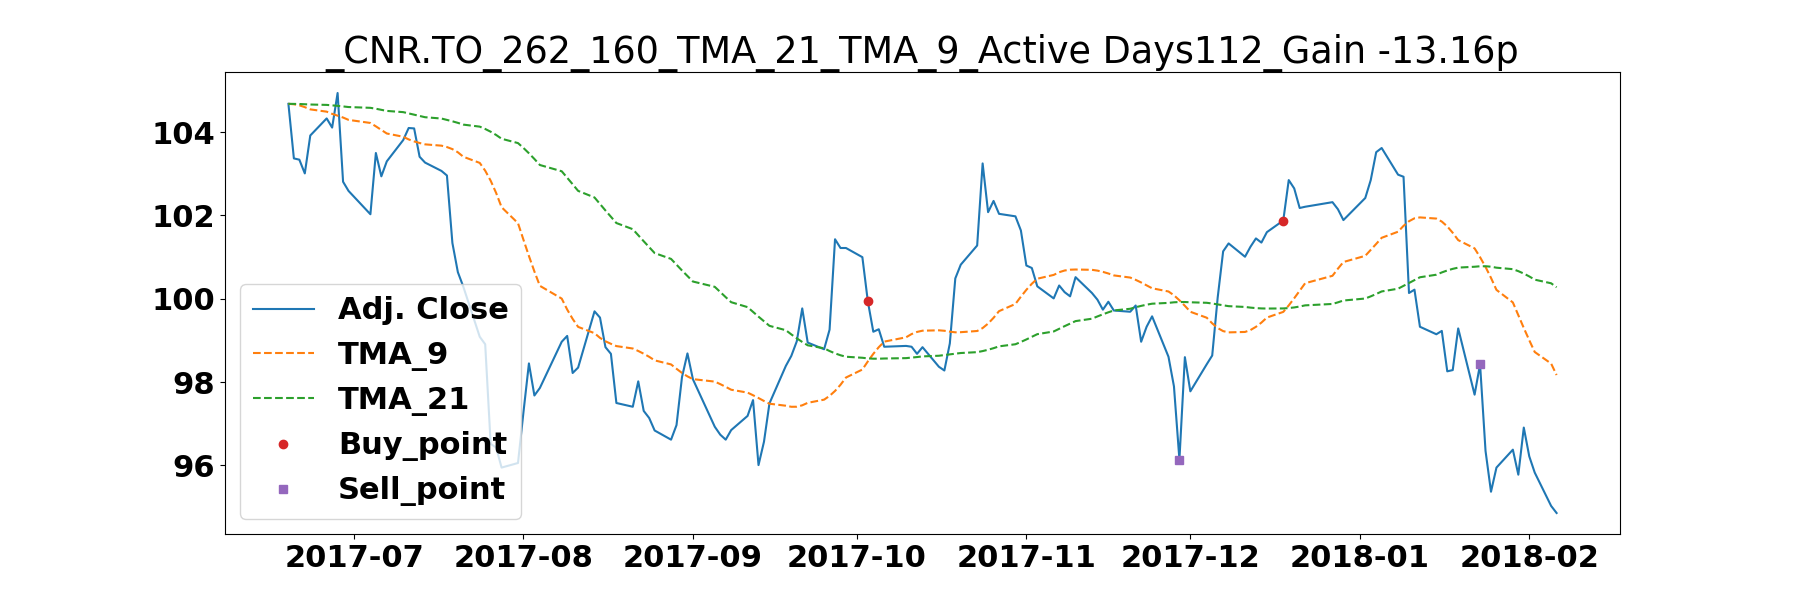 _CNR.TO_262_160_TMA_21_TMA_9_Active Days112_Gain -13.16p
104
102
100
98
96
Adj. Close
TMA_9
TMA_21
Buy_point
Sell_point
2017-07 2017-08 2017-09 2017-10 2017-11 2017-12 2018-01 2018-02